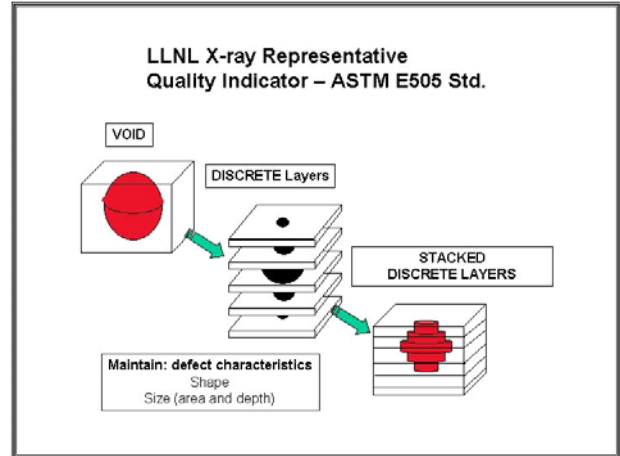 LLNL X-ray Representative
Quality Indicator – ASTM E505 Std.
VOID
DISCRETE Layers
STACKED
DISCRETE LAYERS
Maintain: defect characteristics
Shape
Size (area and depth)